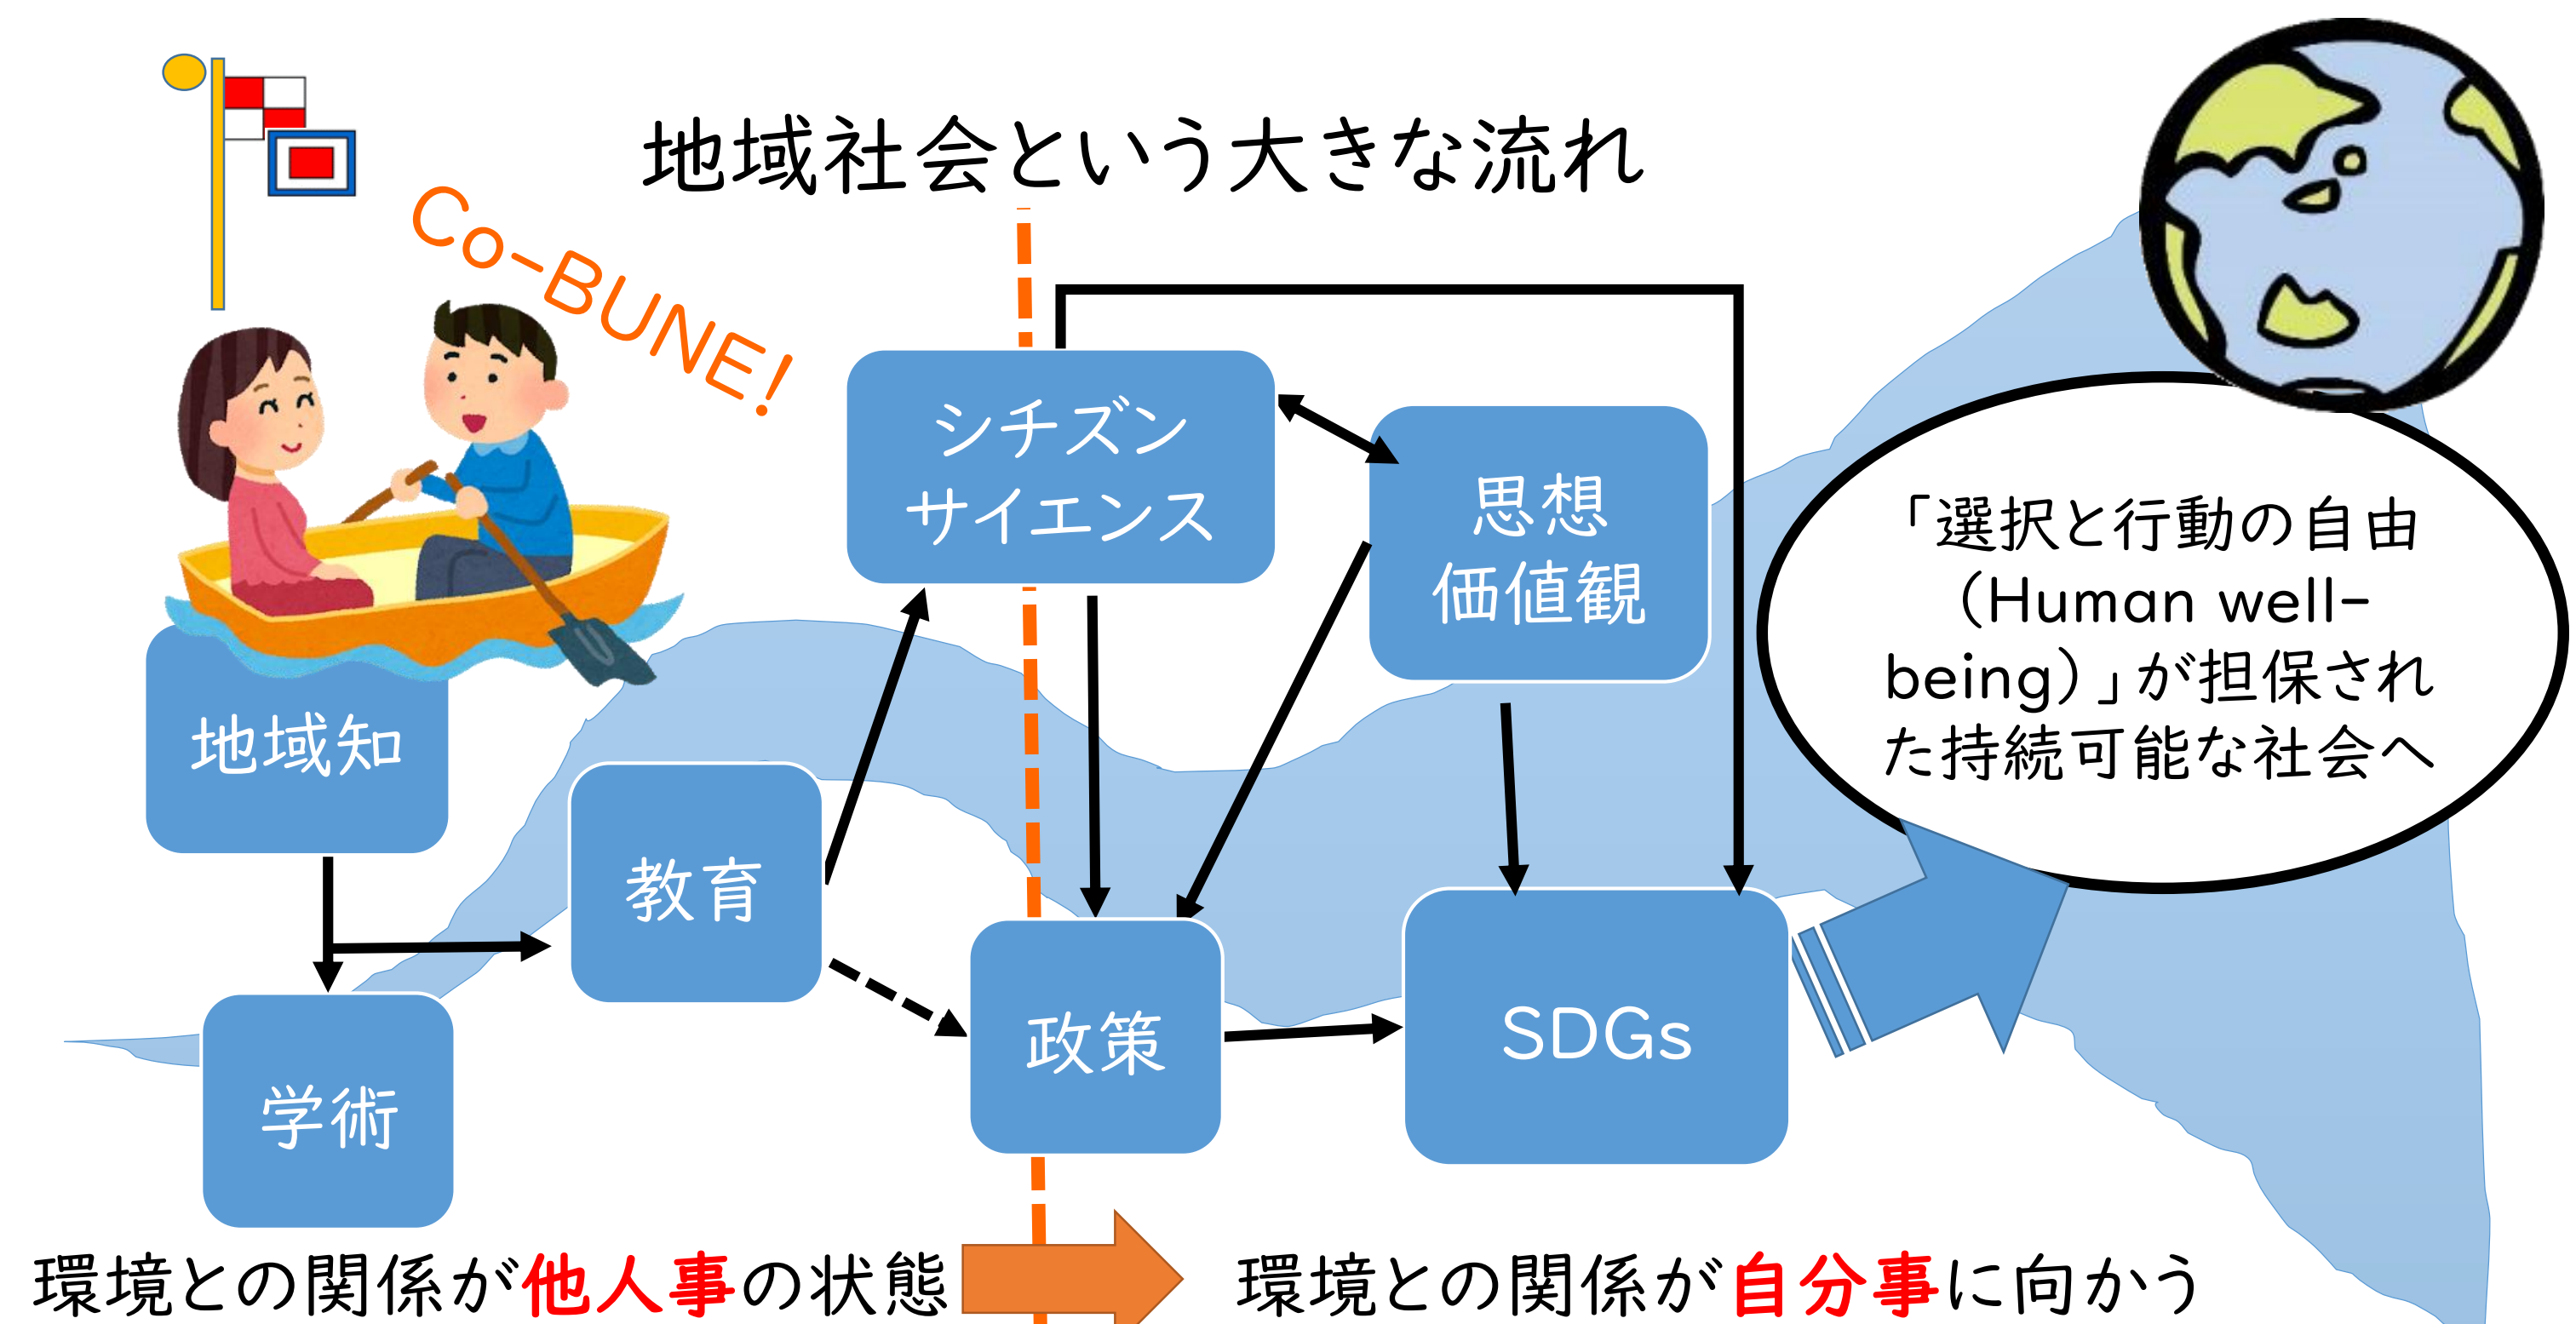 地域社会という大きな流れ
Co-BUNE!
シチズン
サイエンス
思想
価値観
「選択と行動の自由
（Human well-
being）」が担保され
た持続可能な社会へ
地域知
教育
政策
SDGs
学術
環境との関係が他人事の状態
環境との関係が自分事に向かう